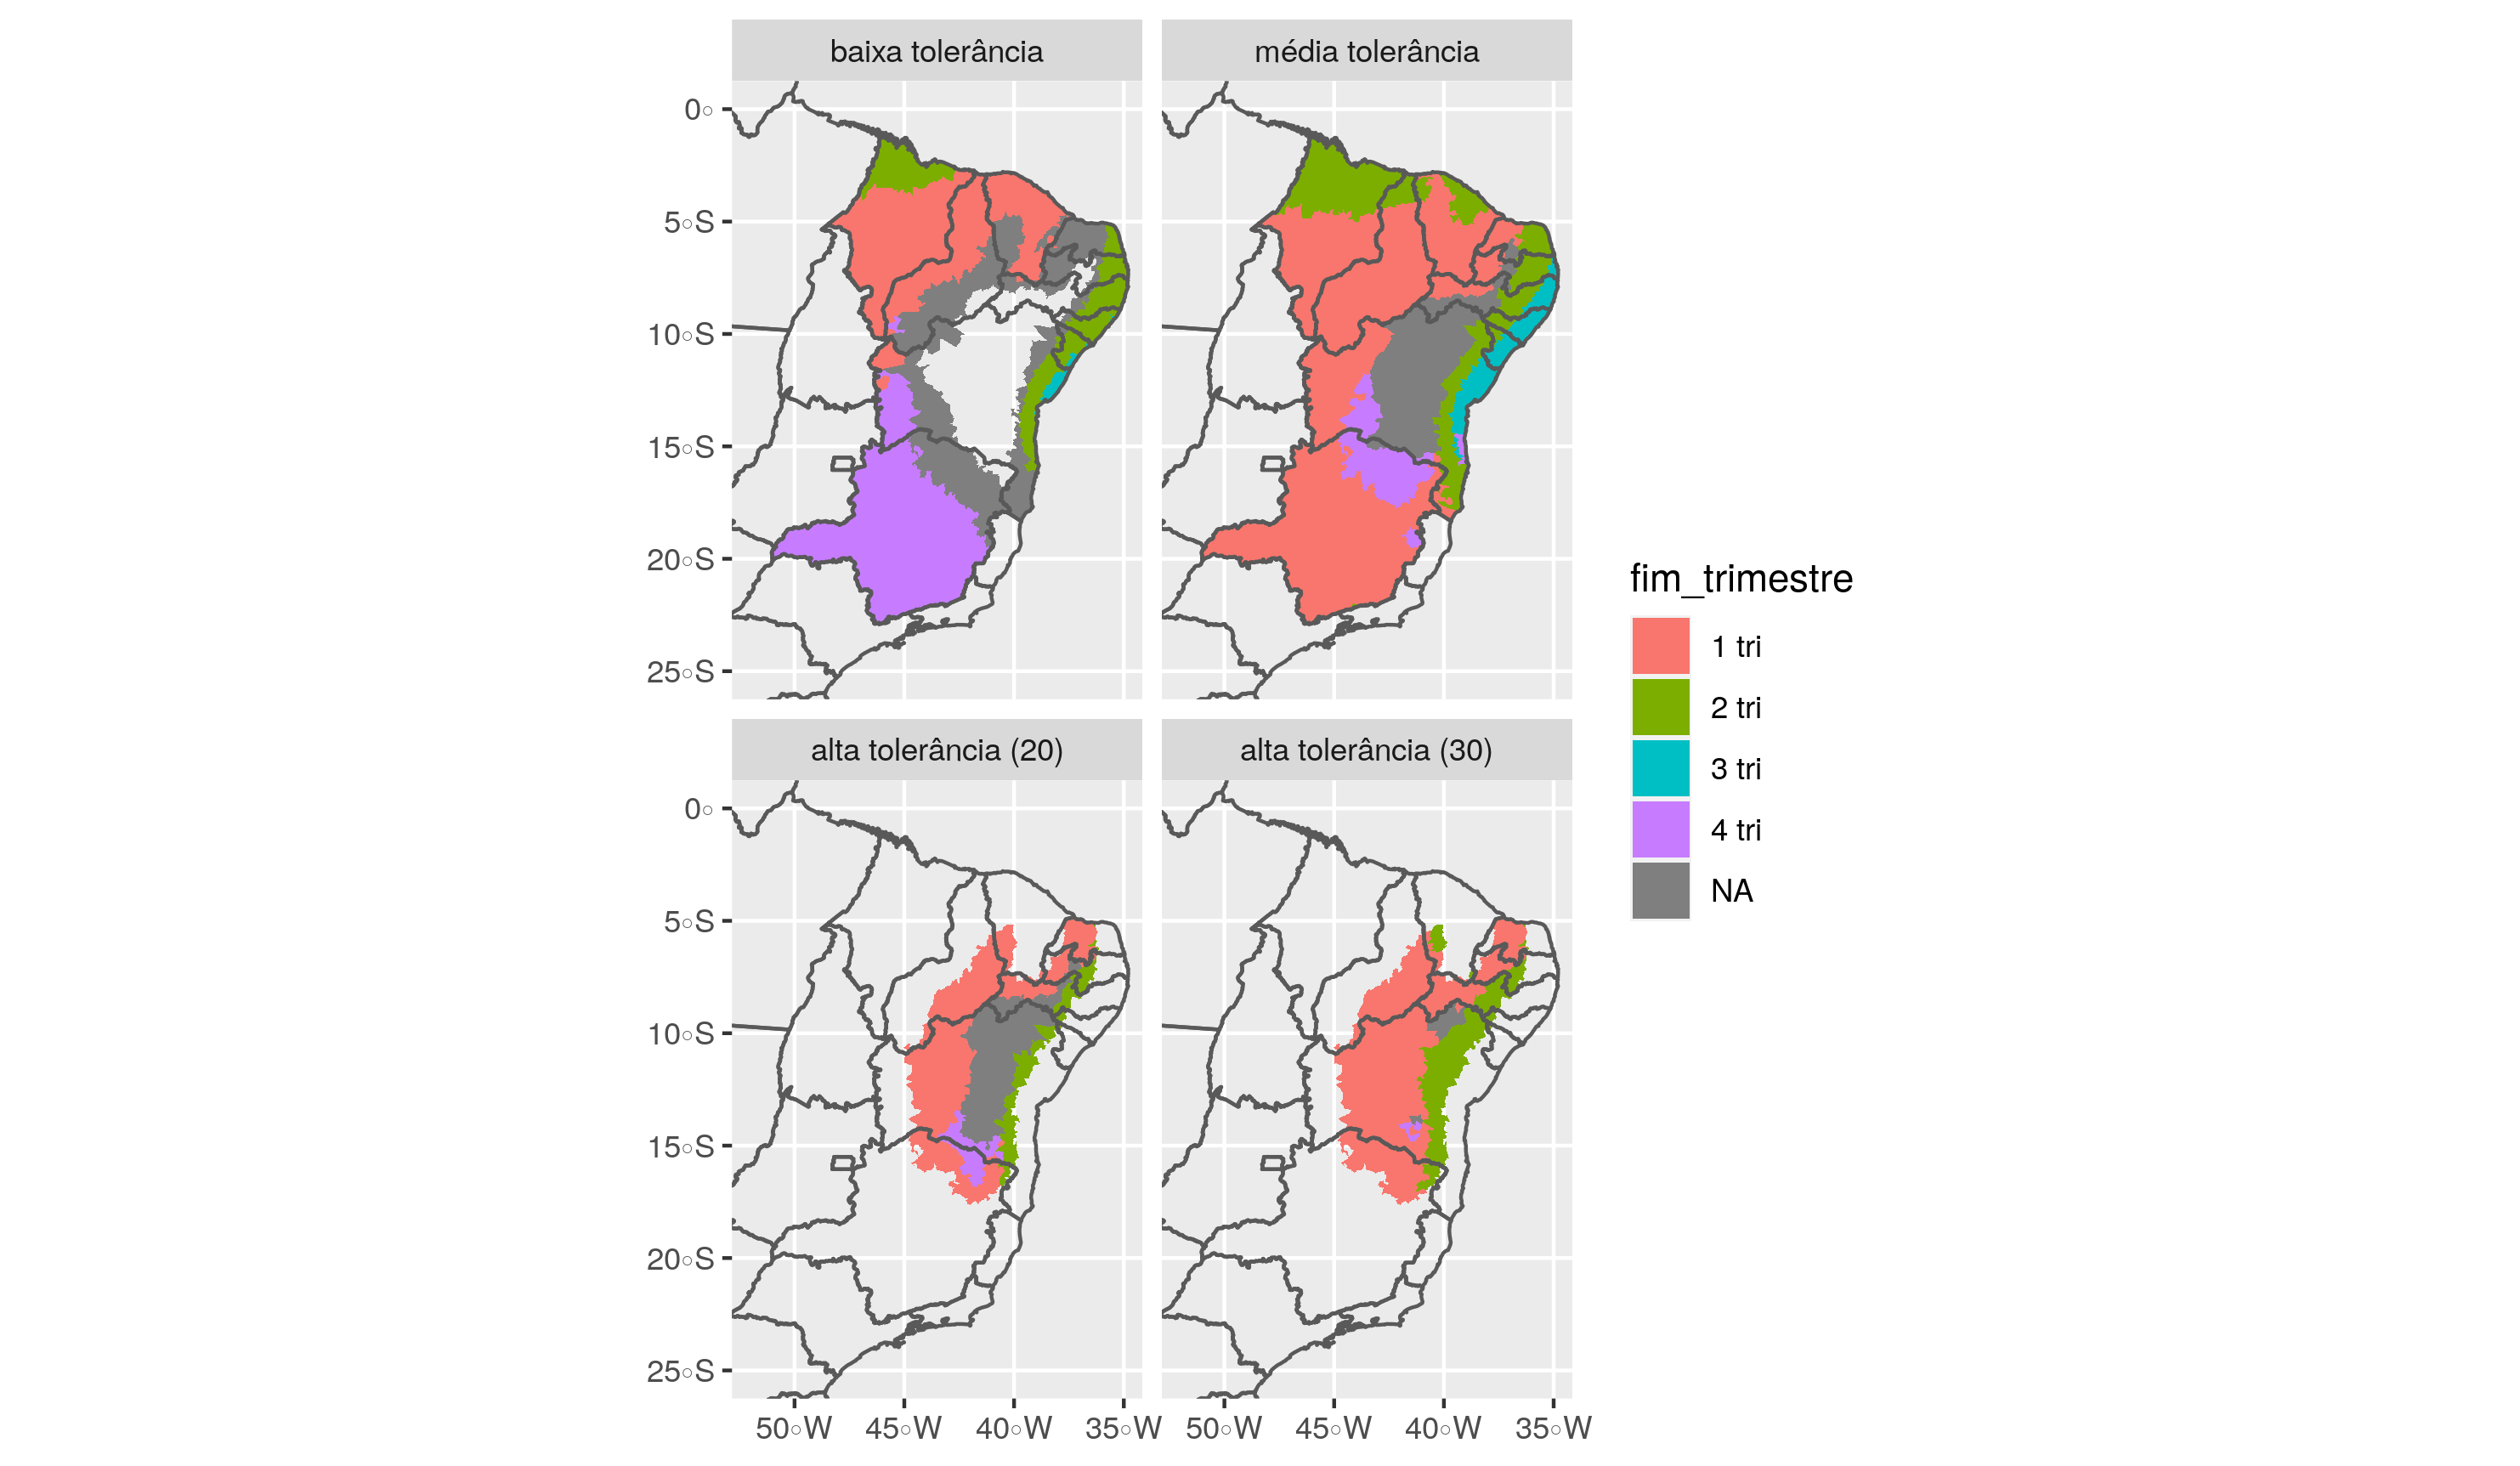 baixa tolerância
média tolerância
0◦
5◦S
10◦S
15◦S
20◦S
25◦S
alta tolerância (20)
alta tolerância (30)
0◦
5◦S
10◦S
15◦S
20◦S
25◦S
50◦W 45◦W 40◦W 35◦W 50◦W 45◦W 40◦W 35◦W
fim_trimestre
1 tri
2 tri
3 tri
4 tri
NA